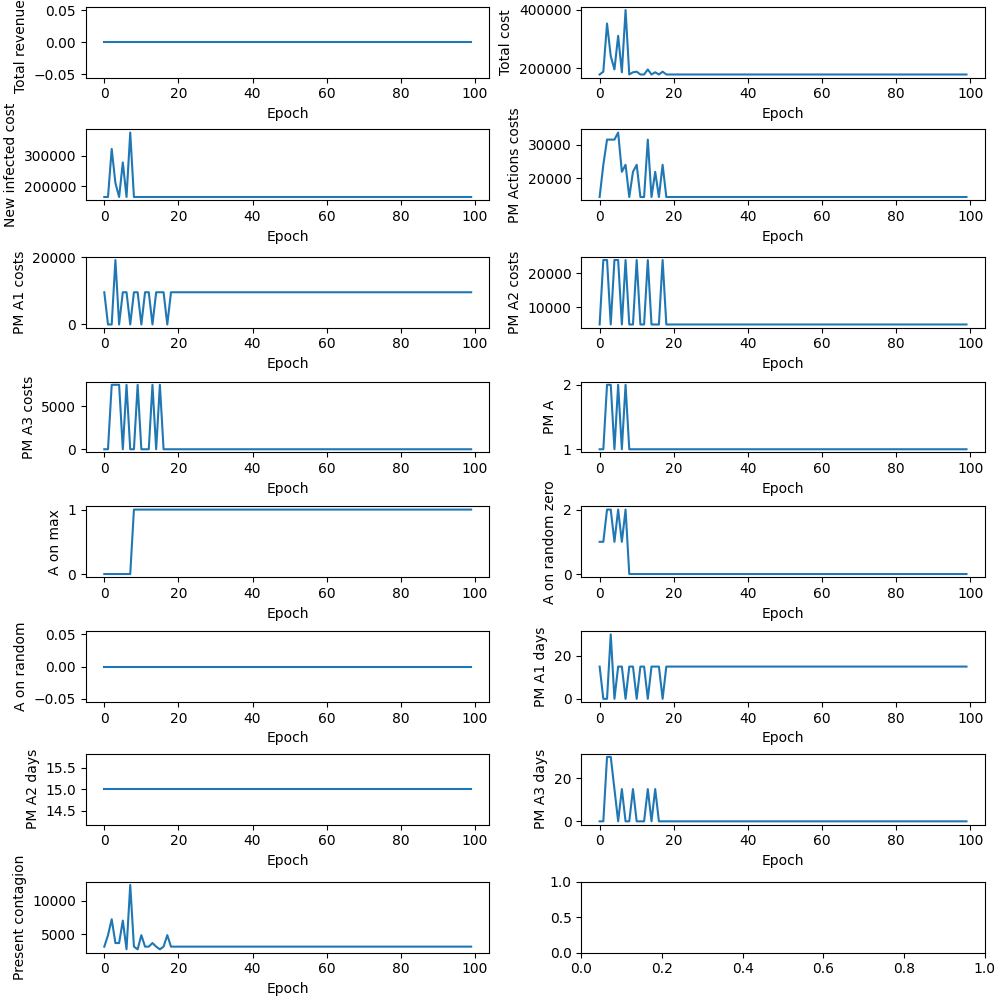 Total revenue
0.05
0.00
−0.05
0 20 40 60 80 100
Epoch
Total cost
400000
200000
0 20 40 60 80 100
Epoch
New infected cost
300000
200000
0 20 40 60 80 100
Epoch
PM Actions costs
30000
20000
0 20 40 60 80 100
Epoch
PM A1 costs
20000
0
0 20 40 60 80 100
Epoch
PM A2 costs
20000
10000
0 20 40 60 80 100
Epoch
PM A3 costs
5000
0
0 20 40 60 80 100
Epoch
PM A
2
1
0 20 40 60 80 100
Epoch
A on max
1
0
0 20 40 60 80 100
Epoch
A on random zero
2
0
0 20 40 60 80 100
Epoch
A on random
0.05
0.00
−0.05
0 20 40 60 80 100
Epoch
PM A1 days
20
0
0 20 40 60 80 100
Epoch
PM A2 days
15.5
15.0
14.5
0 20 40 60 80 100
Epoch
PM A3 days
20
0
0 20 40 60 80 100
Epoch
Present contagion
10000
5000
0 20 40 60 80 100
Epoch
1.0
0.5
0.0
0.0 0.2 0.4 0.6 0.8 1.0